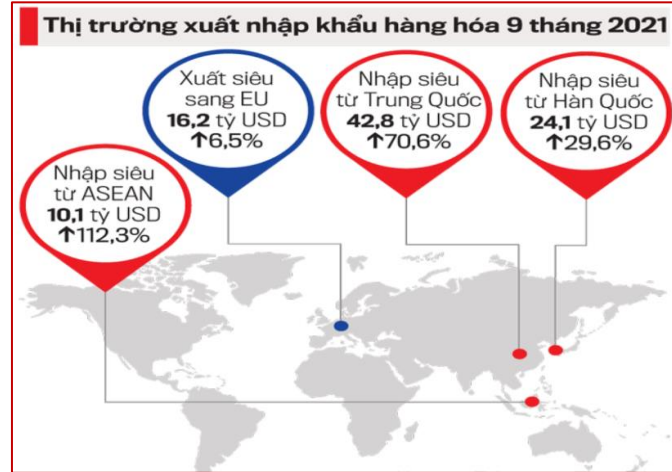 Thị trường xuất nhập khẩu hàng hóa 9 tháng 2021
Xuất siêu
sang EU
16,2 tỷ USD
↑6,5%
Nhập siêu
từ Trung Quốc
42,8 tỷ USD
↑70,6%
Nhập siêu
từ Hàn Quốc
24,1 tỷ USD
↑29,6%
Nhập siêu
từ ASEAN
10,1 tỷ USD
↑112,3%